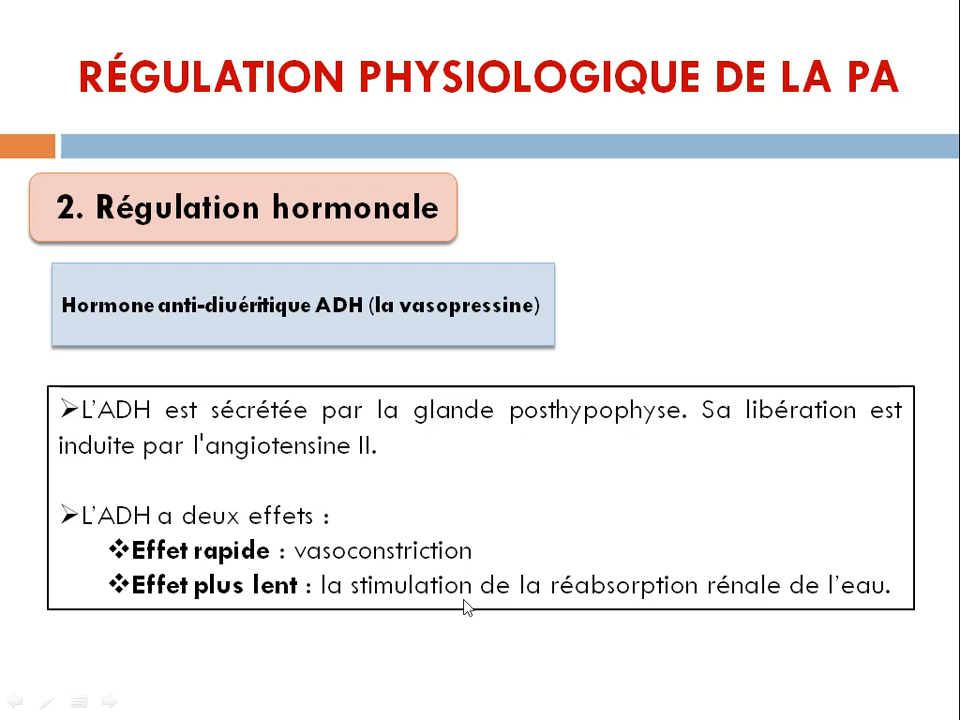 RÉGULATION PHYSIOLOGIQUE DE LA PA
2. Régulation hormonale
Hormone anti-diuéritique ADH (la vasopressine)
➢L'ADH est sécrétée par la glande posthypophyse. Sa libération est
induite par l'angiotensine II.
➢L'ADH a deux effets :
❖Effet rapide : vasoconstriction
❖Effet plus lent : la stimulation de la réabsorption rénale de l'eau.